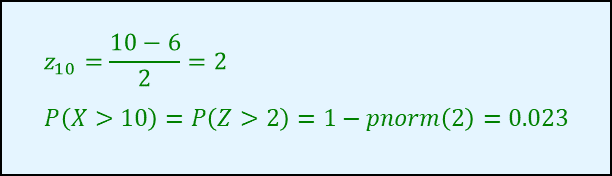 z₁₀ = (10 − 6)/2 = 2
P(X > 10) = P(Z > 2) = 1 − pnorm(2) = 0.023